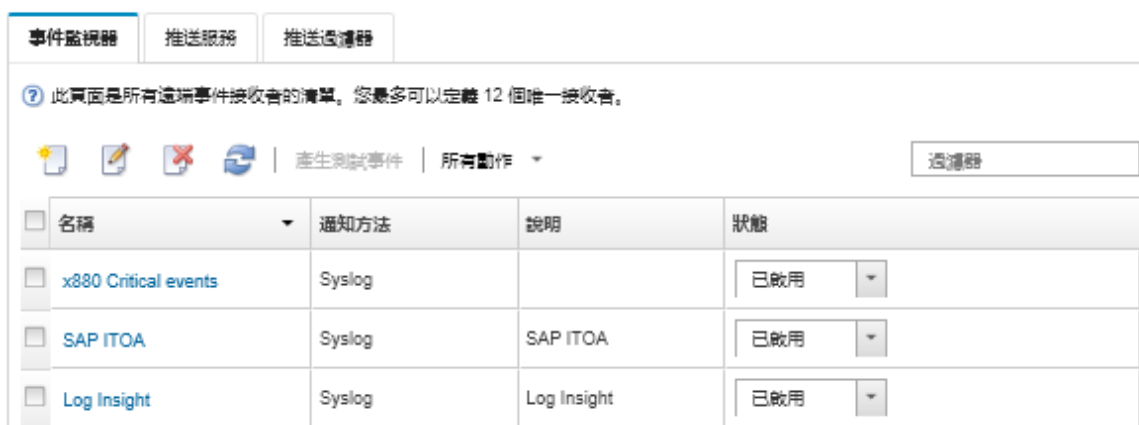 事件監視器 推送服務 推送過濾器
此頁面是所有遠端事件接收者的清單。您最多可以定義 12 個唯一接收者。
產生測試事件 所有動作 過濾器
名稱 通知方法 說明 狀態
x880 Critical events Syslog 已啟用
SAP ITOA Syslog SAP ITOA 已啟用
Log Insight Syslog Log Insight 已啟用